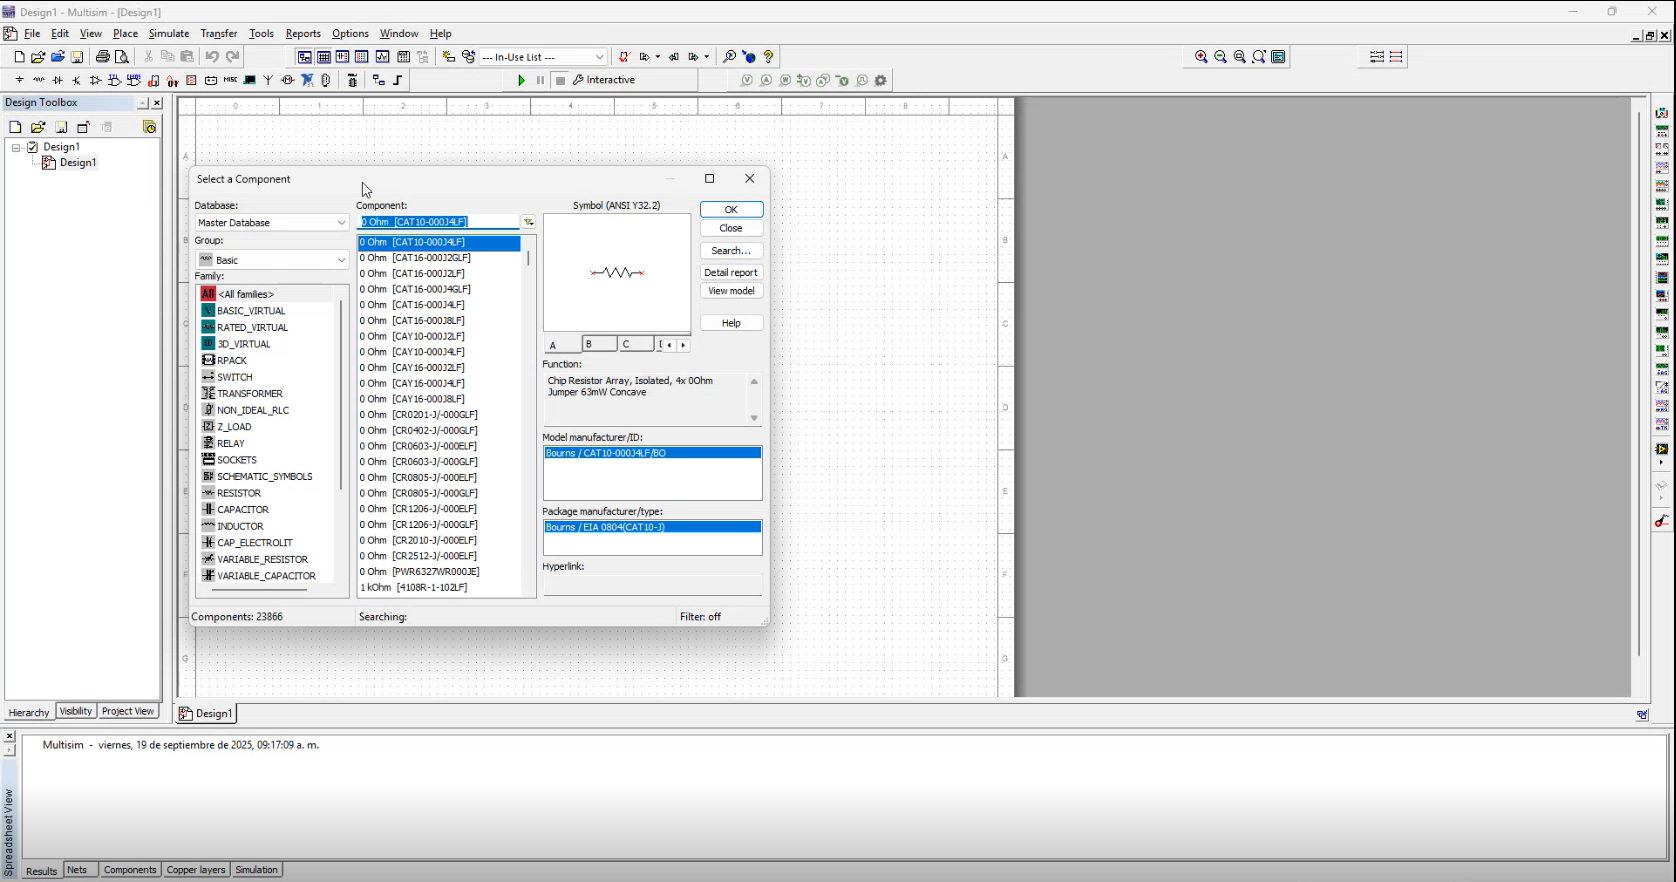 Design1 - Multisim - [Design1]
File Edit View Place Simulate Transfer Tools Reports Options Window Help
--- In-Use List ---
Interactive
Design Toolbox
Design1
Design1
0 1 2 3 4 5 6 7 8
A A
B
C
D
E
F
G G
Select a Component
Database:
Master Database
Group:
Basic
Family:
All <All families>
BASIC_VIRTUAL
RATED_VIRTUAL
3D_VIRTUAL
RPACK
SWITCH
TRANSFORMER
NON_IDEAL_RLC
Z_LOAD
RELAY
SOCKETS
SCHEMATIC_SYMBOLS
RESISTOR
CAPACITOR
INDUCTOR
CAP_ELECTROLIT
VARIABLE_RESISTOR
VARIABLE_CAPACITOR
Component:
0 Ohm [CAT10-000J4LF]
0 Ohm [CAT10-000J4LF]
0 Ohm [CAT16-000J2GLF]
0 Ohm [CAT16-000J2LF]
0 Ohm [CAT16-000J4GLF]
0 Ohm [CAT16-000J4LF]
0 Ohm [CAT16-000J8LF]
0 Ohm [CAY10-000J2LF]
0 Ohm [CAY10-000J4LF]
0 Ohm [CAY16-000J2LF]
0 Ohm [CAY16-000J4LF]
0 Ohm [CAY16-000J8LF]
0 Ohm [CR0201-J/-000GLF]
0 Ohm [CR0402-J/-000GLF]
0 Ohm [CR0603-J/-000ELF]
0 Ohm [CR0603-J/-000GLF]
0 Ohm [CR0805-J/-000ELF]
0 Ohm [CR0805-J/-000GLF]
0 Ohm [CR1206-J/-000ELF]
0 Ohm [CR1206-J/-000GLF]
0 Ohm [CR2010-J/-000ELF]
0 Ohm [CR2512-J/-000ELF]
0 Ohm [PWR6327WR000JE]
1 kOhm [4108R-1-102LF]
Symbol (ANSI Y32.2)
A B C
Function:
Chip Resistor Array, Isolated, 4x 0Ohm
Jumper 63mW Concave
Model manufacturer/ID:
Bourns / CAT10-000J4LF/BO
Package manufacturer/type:
Bourns / EIA 0804(CAT10-J)
Hyperlink:
OK
Close
Search...
Detail report
View model
Help
Components: 23866
Searching:
Filter: off
Hierarchy Visibility Project View
Design1
Multisim - viernes, 19 de septiembre de 2025, 09:17:09 a. m.
Spreadsheet View
Results Nets Components Copper layers Simulation